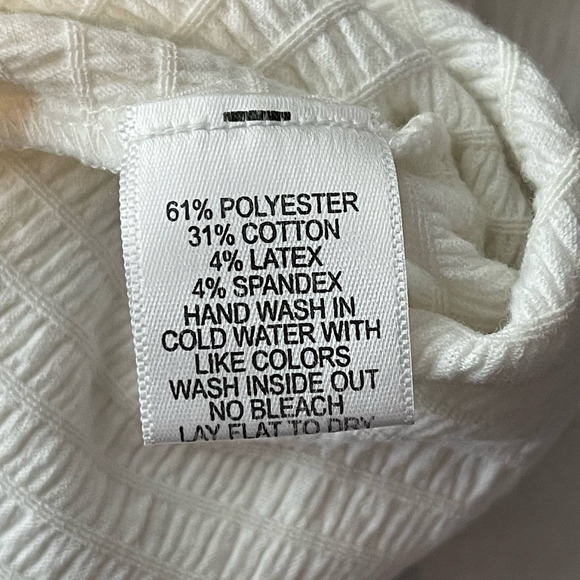 61% POLYESTER
31% COTTON
4% LATEX
4% SPANDEX
HAND WASH IN
COLD WATER WITH
LIKE COLORS
WASH INSIDE OUT
NO BLEACH
LAY FLAT TO DRY